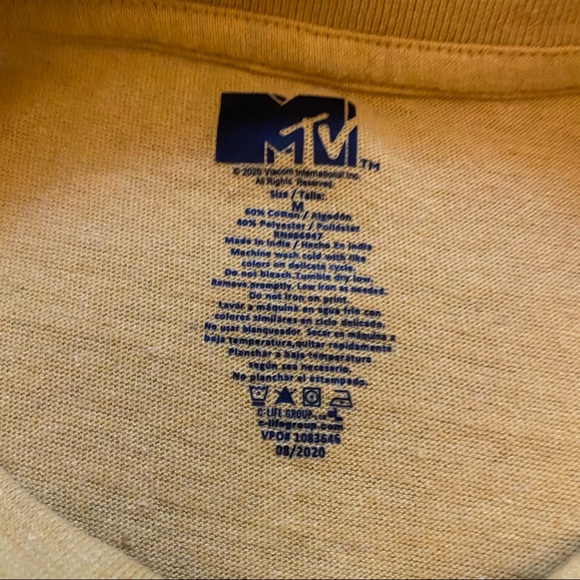 MTV™
© 2020 Viacom International Inc.
All Rights Reserved
Size / Talla:
M
60% Cotton / Algodón
40% Polyester / Poliéster
Made In India / Hecho En India
Machine wash cold with like
colors on delicate cycle.
Do not bleach.Tumble dry low.
Remove promptly. Low iron as needed.
Do not iron on print.
Lavar a máquina en agua fría con
colores similares en ciclo delicado.
No usar blanqueador. Secar en máquina a
baja temperatura,quitar rapidamente
Planchar a baja temperatura
según sea necesario.
No planchar el estampado.
C-LIFE GROUP LTD
c-lifegroup.com
VPO# 1083646
08/2020